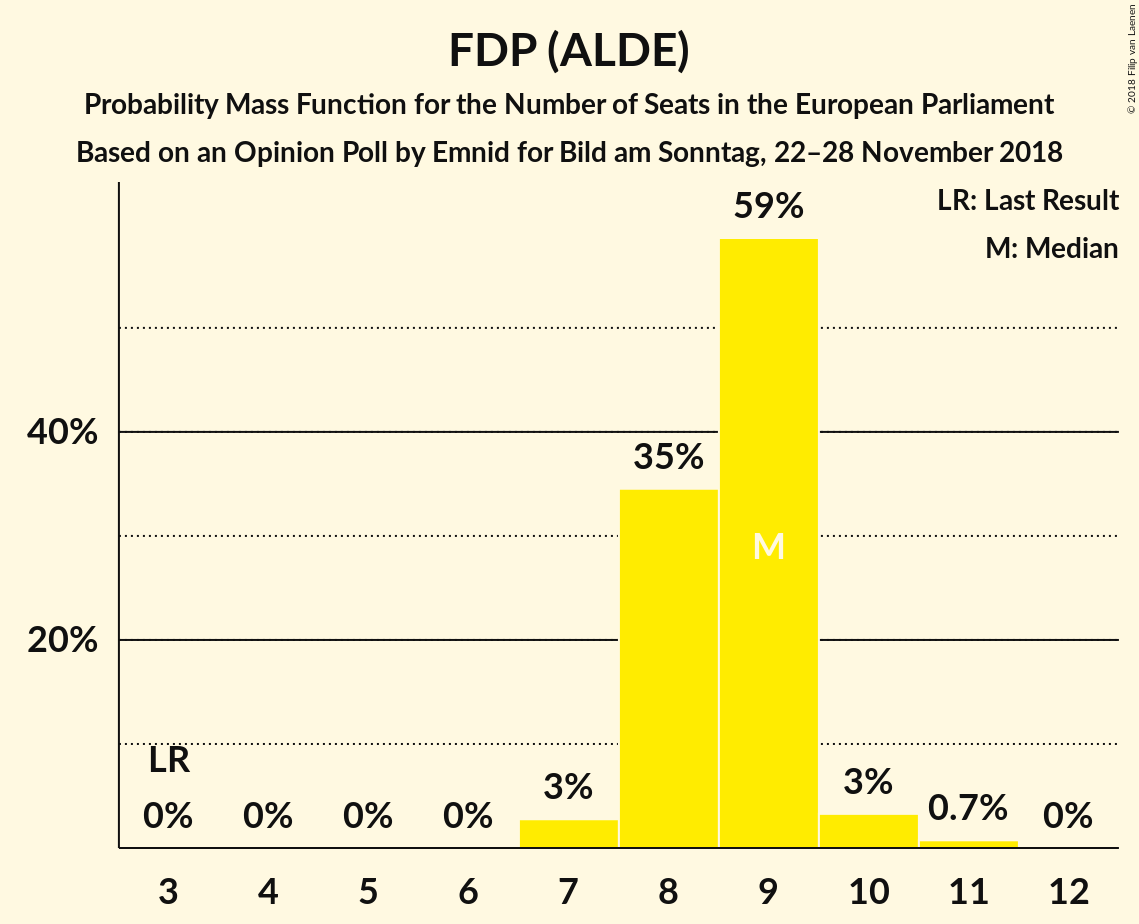 FDP (ALDE)
Probability Mass Function for the Number of Seats in the European Parliament
Based on an Opinion Poll by Emnid for Bild am Sonntag, 22–28 November 2018
© 2018 Filip van Laenen
LR: Last Result
M: Median
59%
40%
35%
M
20%
LR
0% 0% 0% 0% 3% 3% 0.7% 0%
3 4 5 6 7 8 9 10 11 12